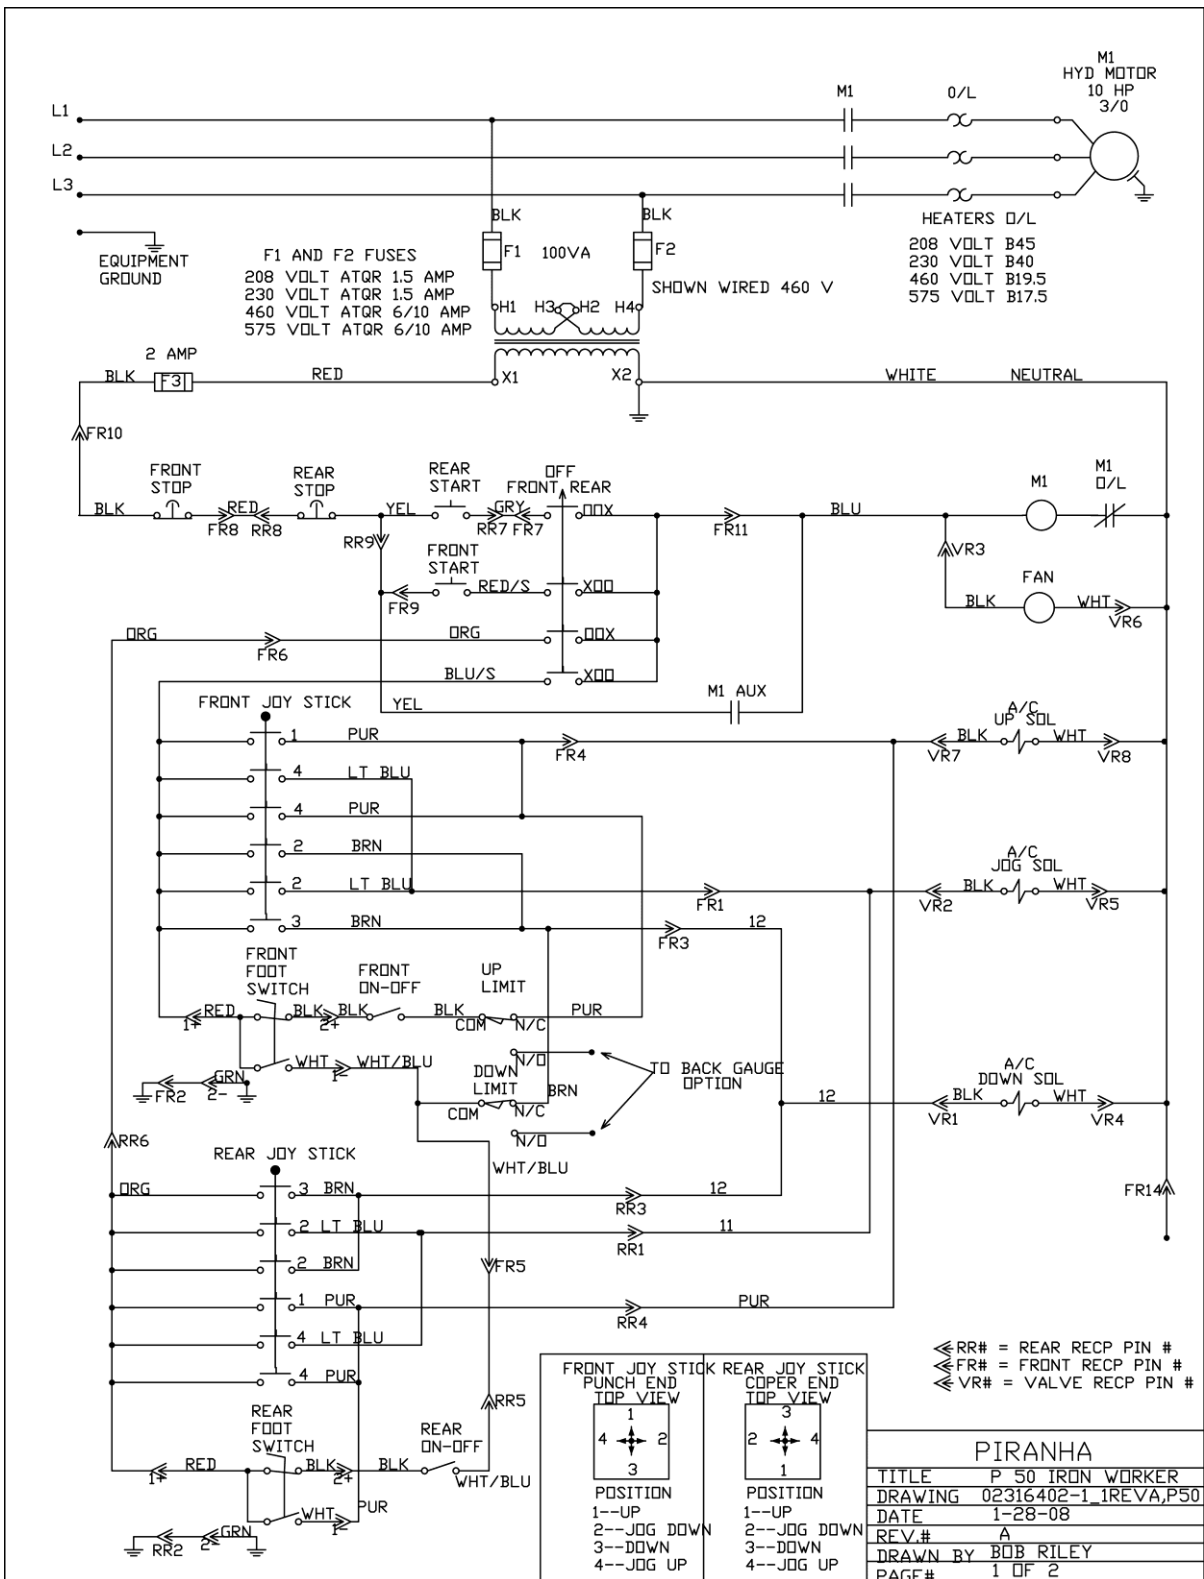 M1
HYD MOTOR
10 HP
3/0
M1
O/L
L1
L2
L3
BLK
BLK
HEATERS O/L
208 VOLT B45
230 VOLT B40
460 VOLT B19.5
575 VOLT B17.5
EQUIPMENT
GROUND
F1 AND F2 FUSES
208 VOLT ATQR 1.5 AMP
230 VOLT ATQR 1.5 AMP
460 VOLT ATQR 6/10 AMP
575 VOLT ATQR 6/10 AMP
F1
100VA
F2
SHOWN WIRED 460 V
H1
H3
H2
H4
2 AMP
BLK
F3
RED
X1
X2
WHITE
NEUTRAL
FR10
FRONT
STOP
REAR
STOP
REAR
START
OFF
FRONT REAR
M1
M1
O/L
BLK
RED
FR8
RR8
YEL
GRY
RR7
FR7
OOX
FR11
BLU
RR9
FRONT
START
VR3
FR9
RED/S
XOO
FAN
BLK
WHT
VR6
ORG
FR6
ORG
OOX
BLU/S
XOO
YEL
M1 AUX
FRONT JOY STICK
A/C
UP SOL
1
PUR
FR4
VR7
BLK
WHT
VR8
4
LT BLU
4
PUR
2
BRN
A/C
JOG SOL
2
LT BLU
FR1
VR2
BLK
WHT
VR5
3
BRN
FR3
12
FRONT
FOOT
SWITCH
FRONT
ON-OFF
UP
LIMIT
1+
RED
BLK
2+
BLK
BLK
COM
N/C
PUR
WHT
1-
WHT/BLU
N/O
TO BACK GAUGE
OPTION
DOWN
LIMIT
A/C
DOWN SOL
FR2
2-
GRN
COM
N/C
BRN
12
VR1
BLK
WHT
VR4
N/O
RR6
WHT/BLU
REAR JOY STICK
ORG
3
BRN
RR3
12
FR14
2
LT BLU
RR1
11
2
BRN
FR5
1
PUR
RR4
PUR
4
LT BLU
4
PUR
RR# = REAR RECP PIN #
FR# = FRONT RECP PIN #
VR# = VALVE RECP PIN #
REAR
FOOT
SWITCH
REAR
ON-OFF
RR5
1+
RED
BLK
2+
BLK
WHT/BLU
WHT
1-
PUR
RR2
2-
GRN
FRONT JOY STICK
PUNCH END
TOP VIEW
1
4
2
3
POSITION
1--UP
2--JOG DOWN
3--DOWN
4--JOG UP
REAR JOY STICK
COPER END
TOP VIEW
3
2
4
1
POSITION
1--UP
2--JOG DOWN
3--DOWN
4--JOG UP
PIRANHA
TITLE P 50 IRON WORKER
DRAWING 02316402-1_1REVA,P50
DATE 1-28-08
REV.# A
DRAWN BY BOB RILEY
PAGE# 1 OF 2